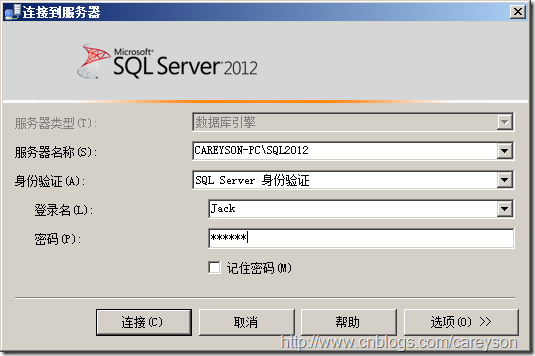 连接到服务器
Microsoft®
SQL Server® 2012
服务器类型(T):
数据库引擎
服务器名称(S):
CAREYSON-PC\SQL2012
身份验证(A):
SQL Server 身份验证
登录名(L):
Jack
密码(P):
******
记住密码(M)
连接(C)
取消
帮助
选项(O) >>
http://www.cnblogs.com/careyson